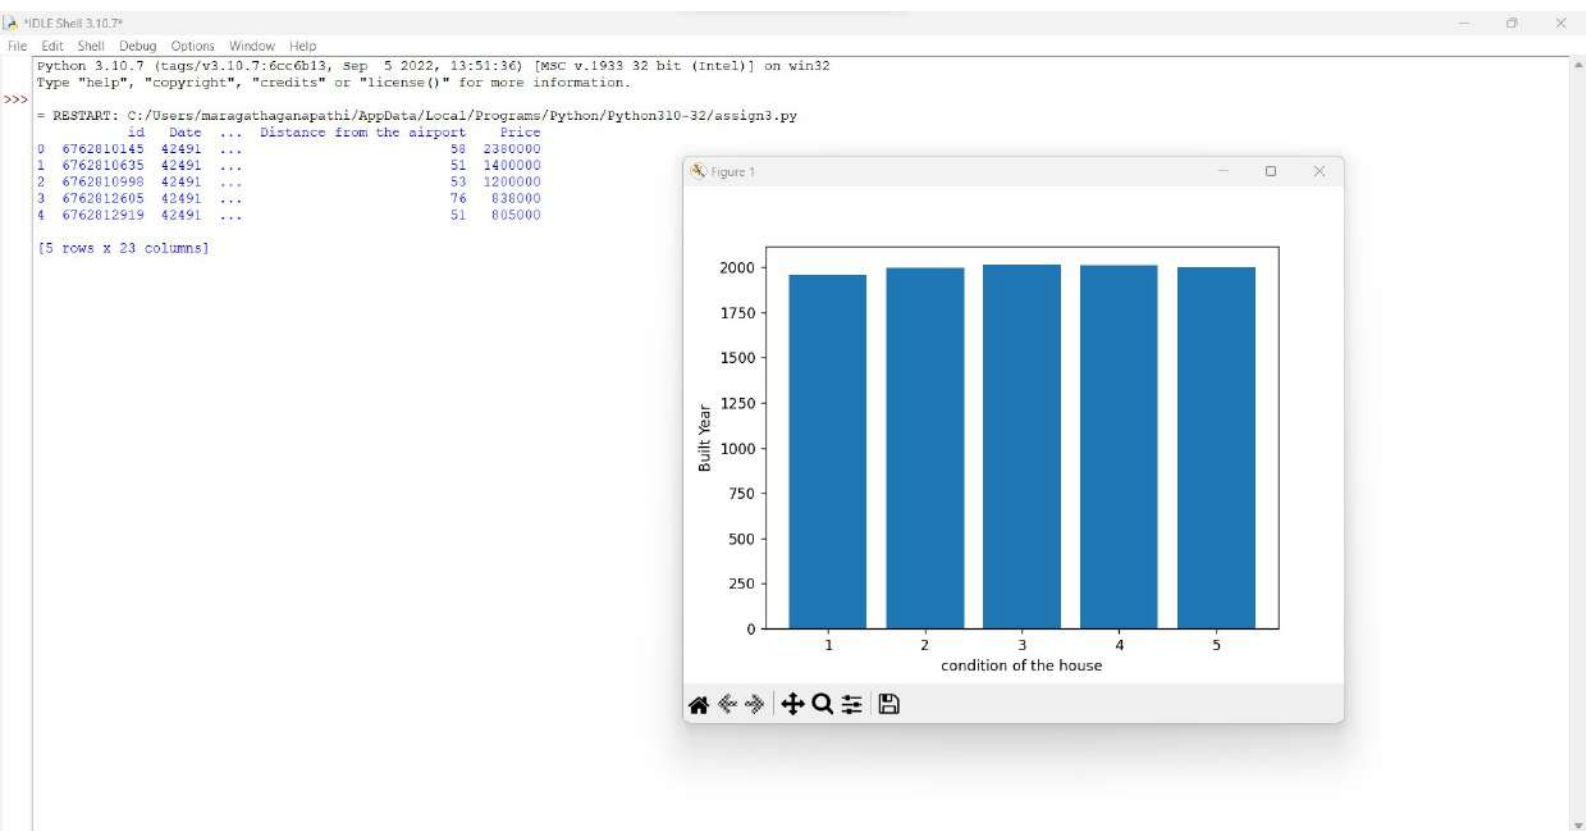 *IDLE Shell 3.10.7*
File Edit Shell Debug Options Window Help
Python 3.10.7 (tags/v3.10.7:6cc6b13, Sep  5 2022, 13:51:36) [MSC v.1933 32 bit (Intel)] on win32
Type "help", "copyright", "credits" or "license()" for more information.
>>>
= RESTART: C:/Users/maragathaganapathi/AppData/Local/Programs/Python/Python310-32/assign3.py
id Date ... Distance from the airport Price
0 6762810145 42491 ... 58 2380000
1 6762810635 42491 ... 51 1400000
2 6762810998 42491 ... 53 1200000
3 6762812605 42491 ... 76 838000
4 6762812919 42491 ... 51 805000
[5 rows x 23 columns]
Figure 1
2000
1750
1500
1250
1000
750
500
250
0
Built Year
1 2 3 4 5
condition of the house